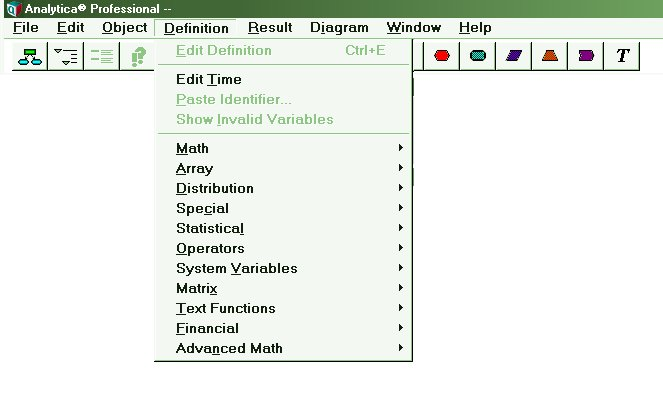 Analytica® Professional --
File Edit Object Definition Result Diagram Window Help
T
Edit Definition Ctrl+E
Edit Time
Paste Identifier...
Show Invalid Variables
Math
Array
Distribution
Special
Statistical
Operators
System Variables
Matrix
Text Functions
Financial
Advanced Math